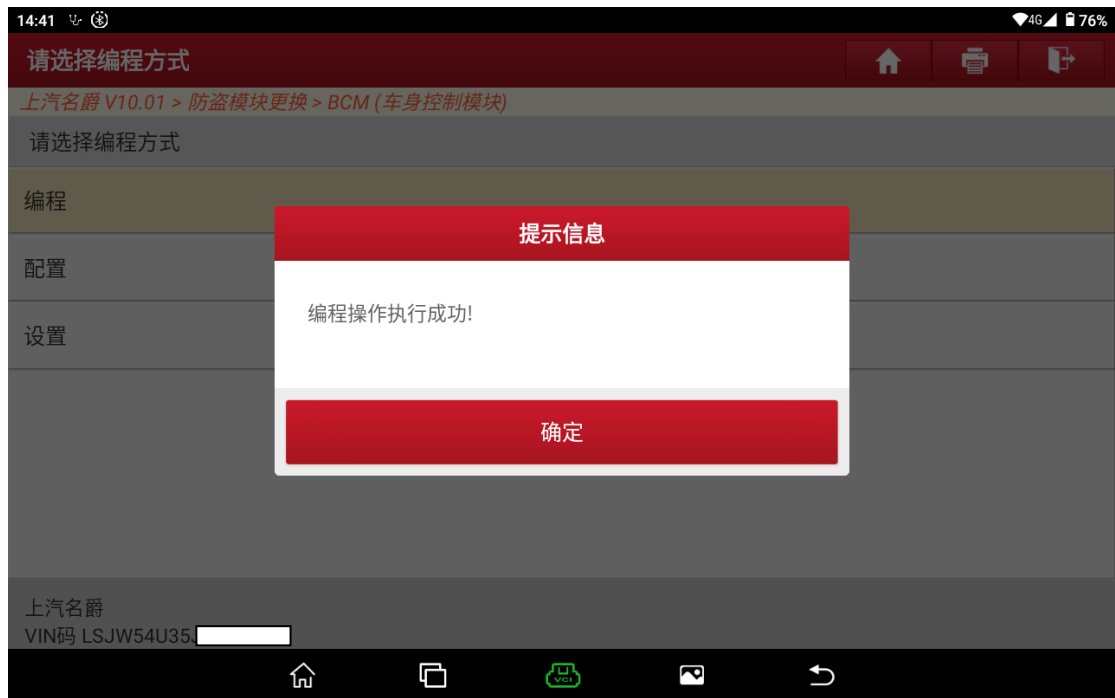 14:41
4G 76%
请选择编程方式
上汽名爵 V10.01 > 防盗模块更换 > BCM (车身控制模块)
请选择编程方式
编程
提示信息
配置
编程操作执行成功!
设置
确定
上汽名爵
VIN码 LSJW54U35J
VCI